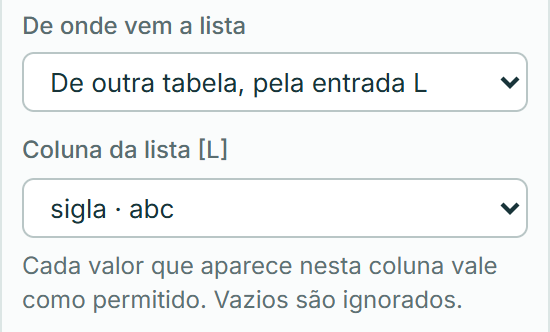 De onde vem a lista
De outra tabela, pela entrada L
Coluna da lista [L]
sigla · abc
Cada valor que aparece nesta coluna vale
como permitido. Vazios são ignorados.